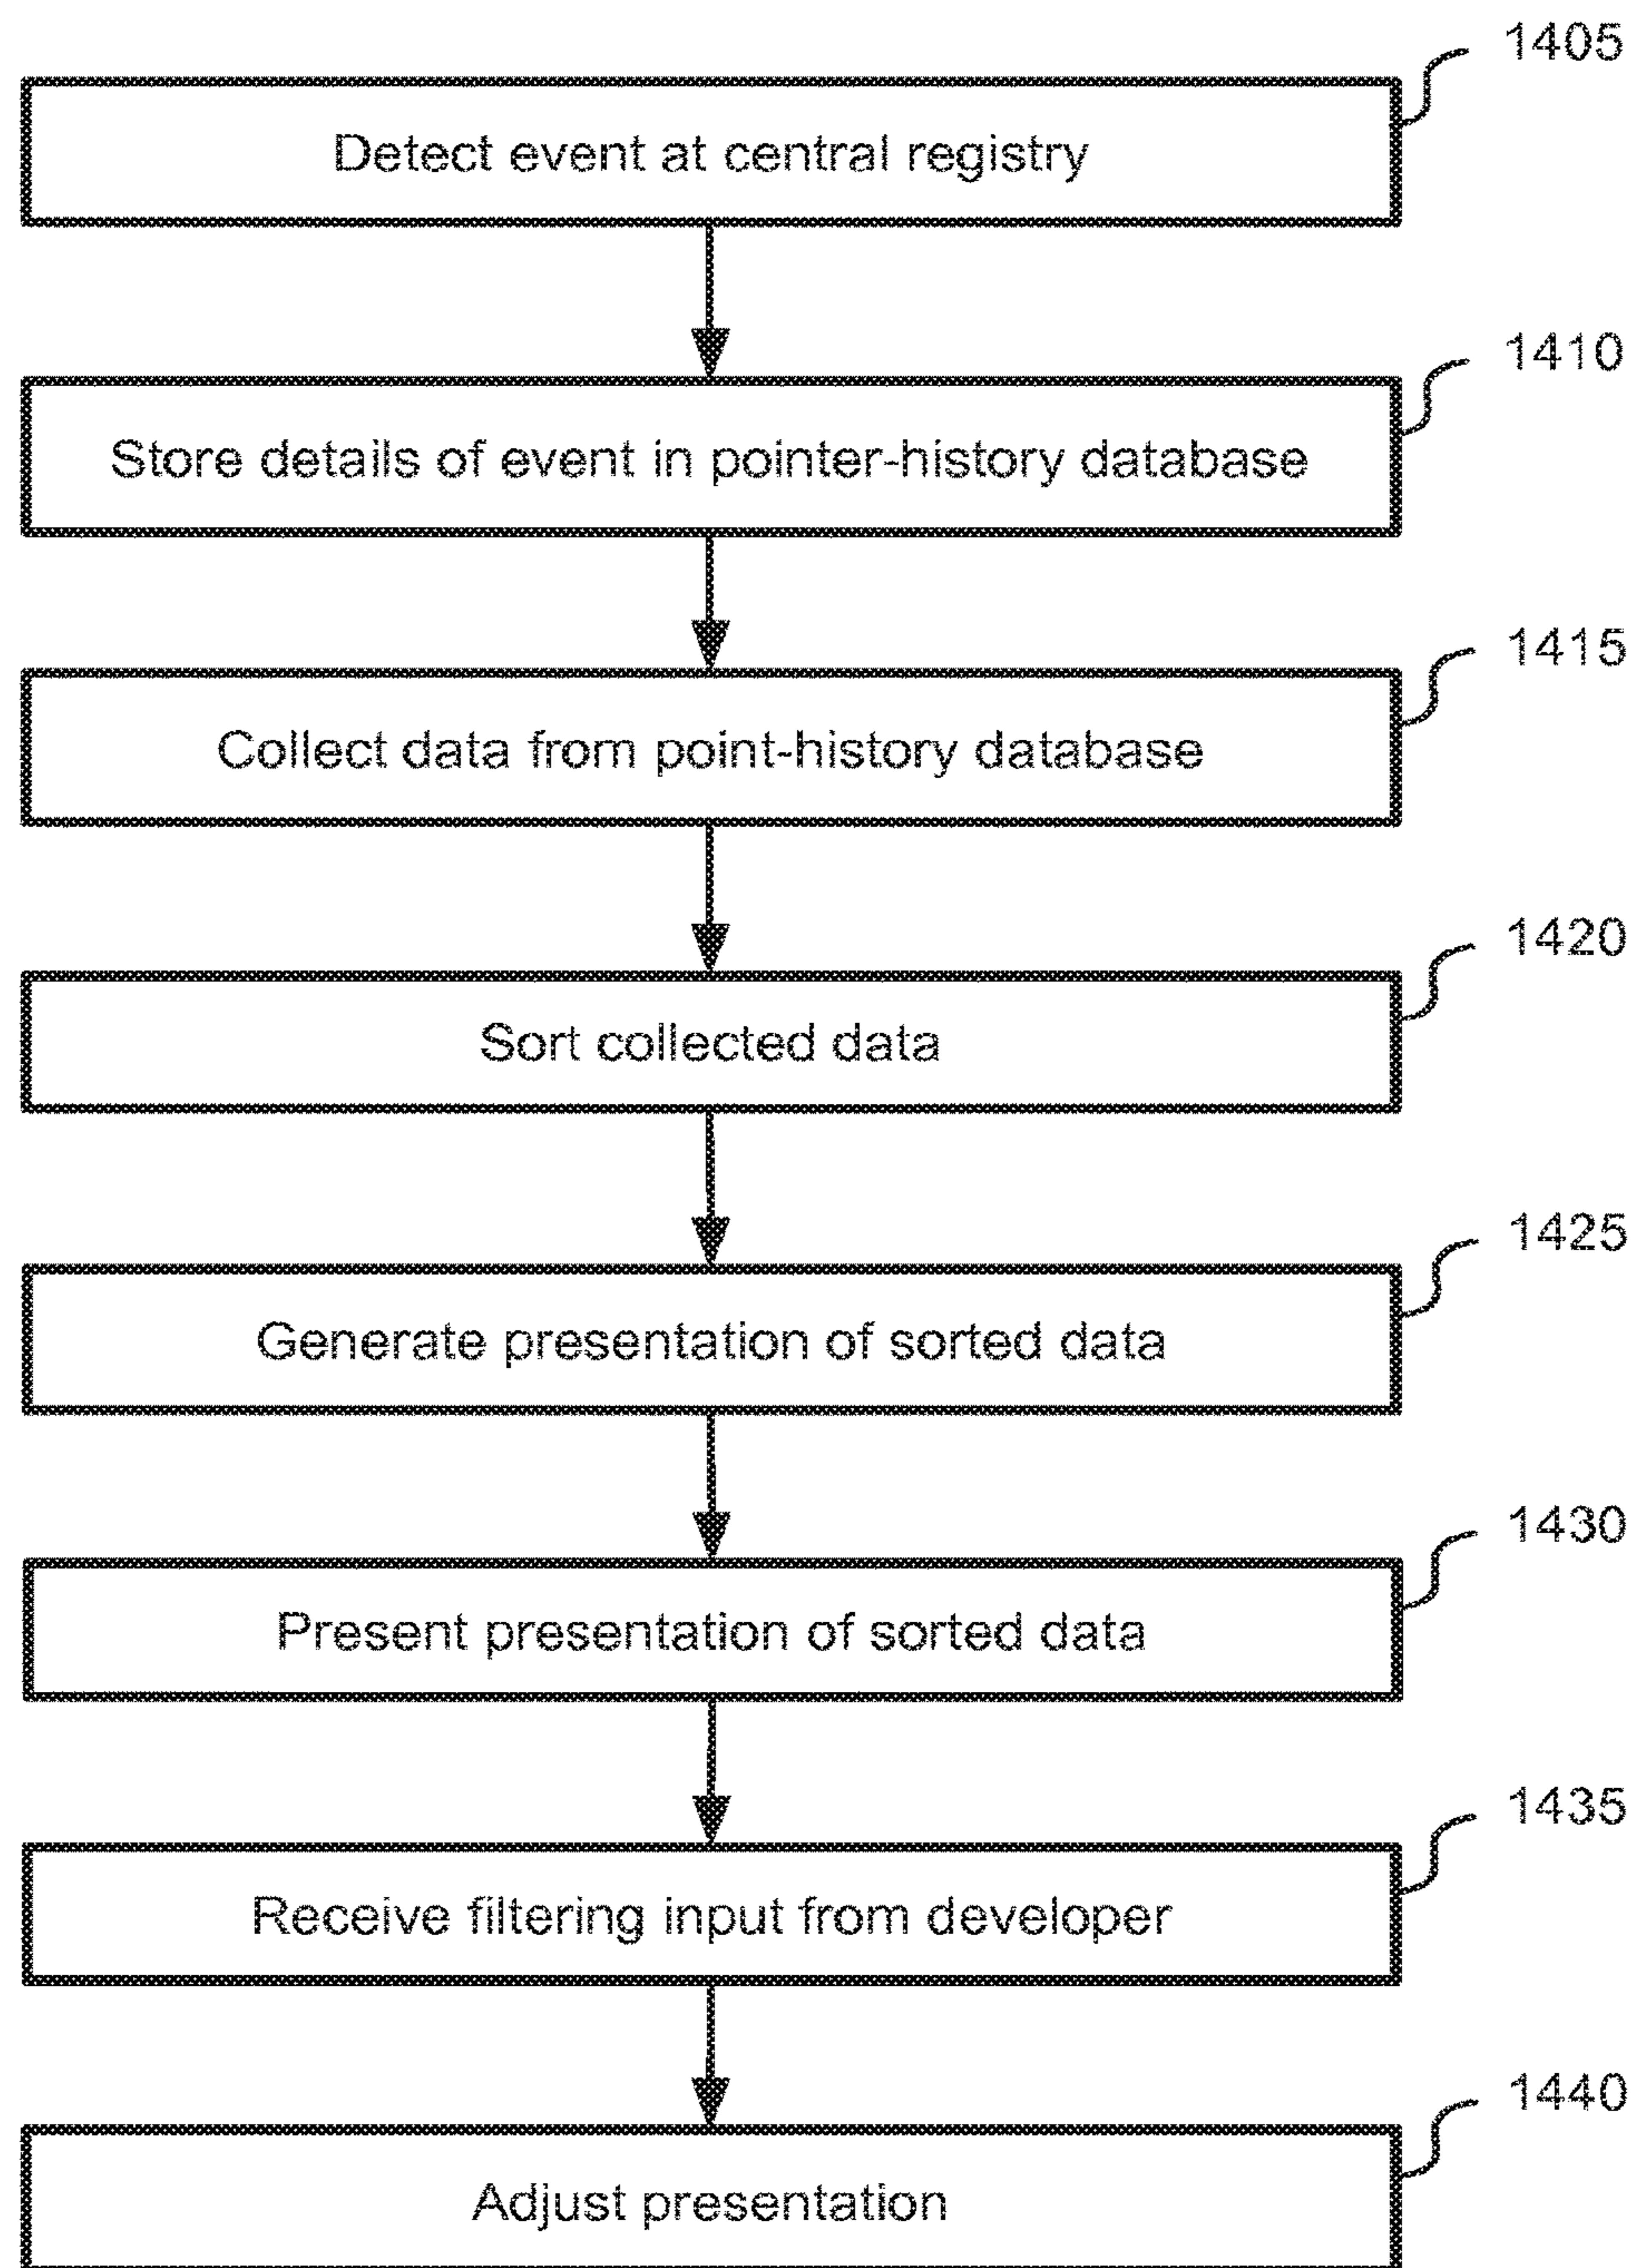 1405
Detect event at central registry
1410
Store details of event in pointer-history database
1415
Collect data from point-history database
1420
Sort collected data
1425
Generate presentation of sorted data
1430
Present presentation of sorted data
1435
Receive filtering input from developer
1440
Adjust presentation